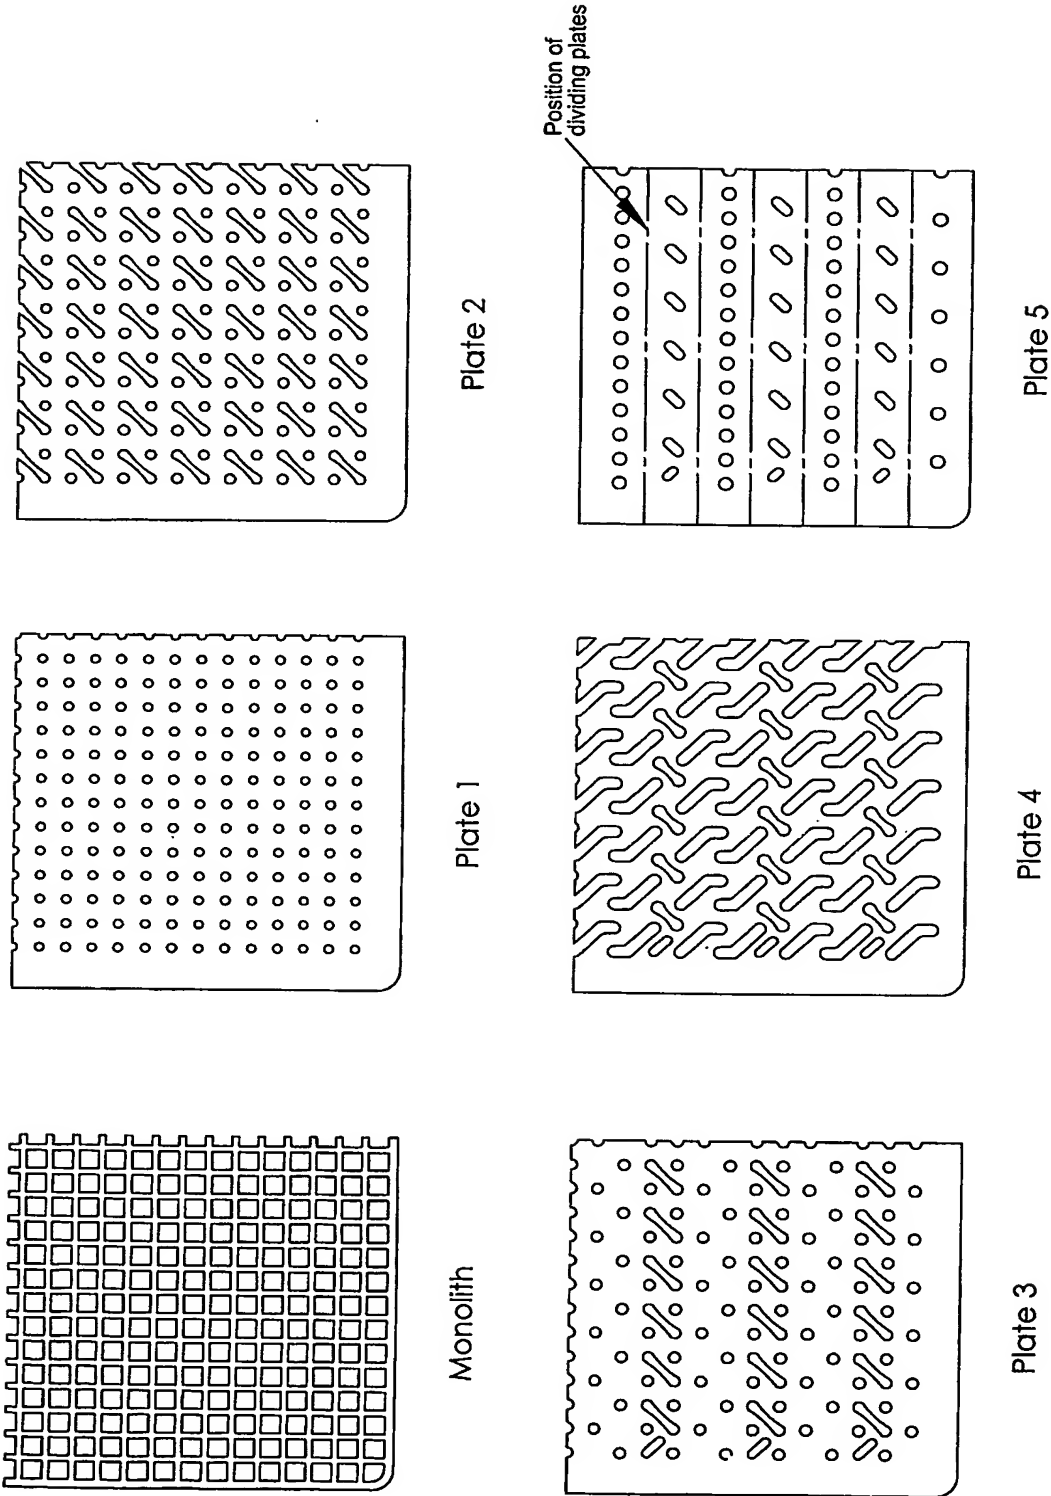 Monolith
Plate 1
Plate 2
Plate 3
Plate 4
Plate 5
Position of
dividing plates